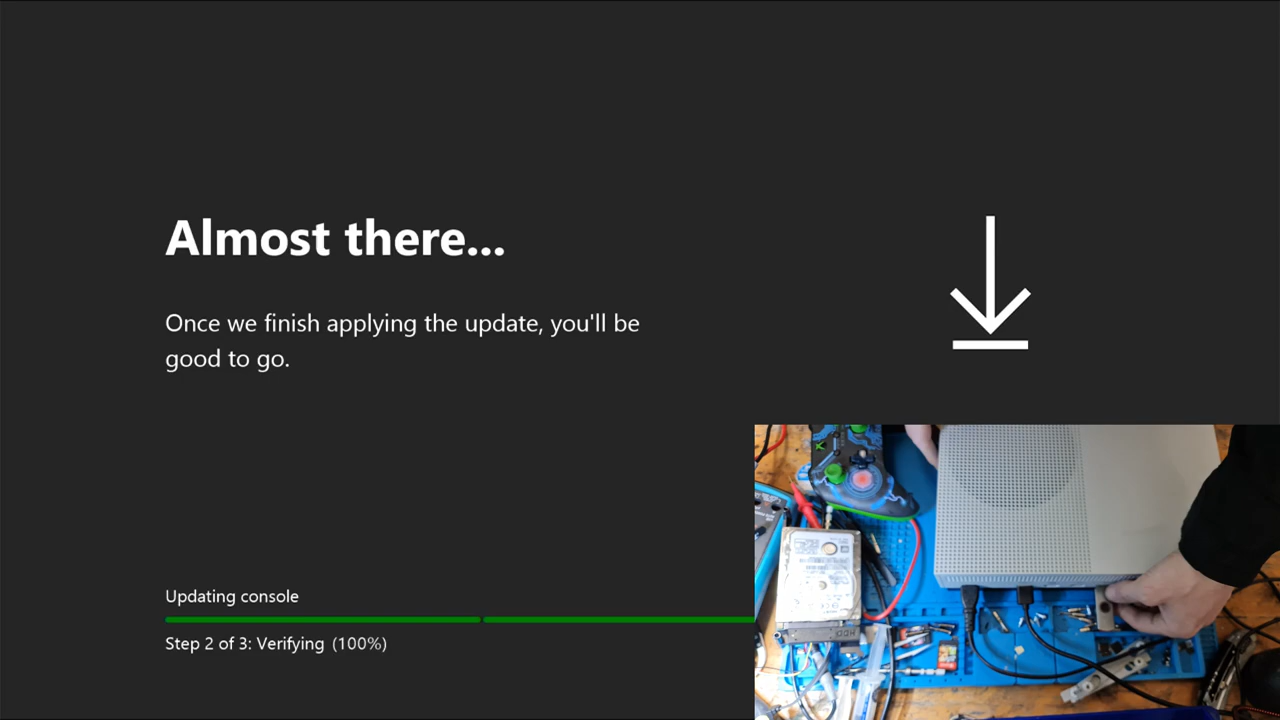 Almost there...
Once we finish applying the update, you'll be
good to go.
Updating console
Step 2 of 3: Verifying (100%)
HDD